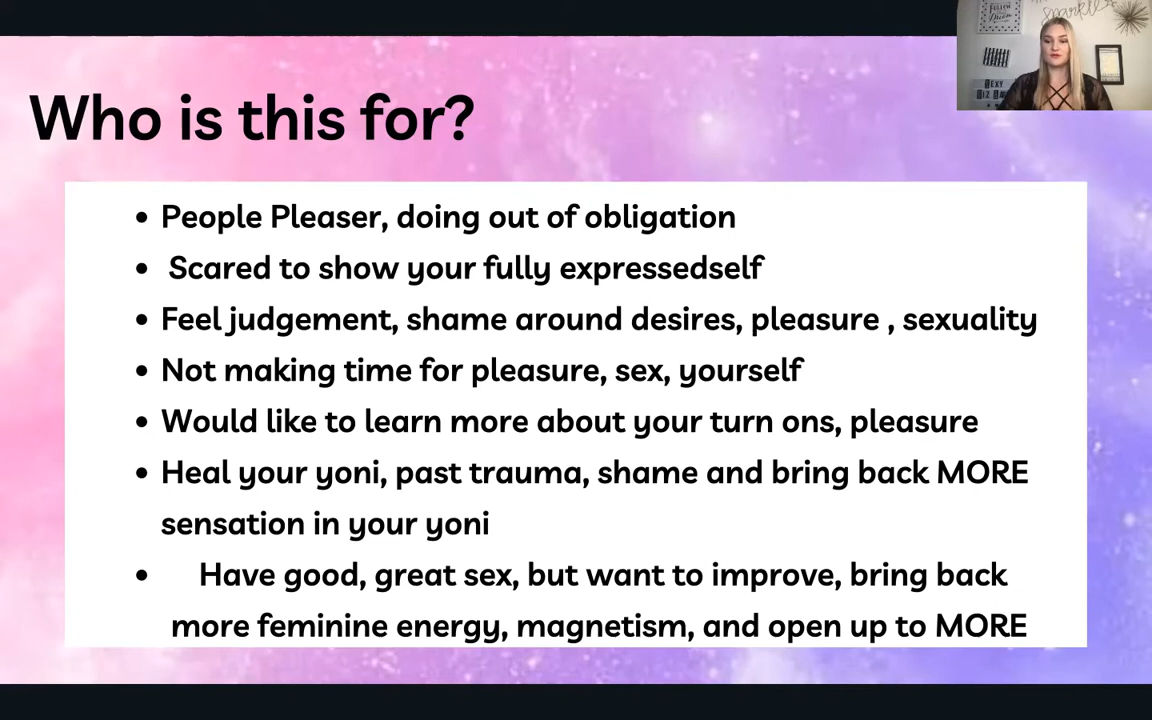 Follow
Dream
sparkle
Who is this for?
• People Pleaser, doing out of obligation
• Scared to show your fully expressedself
• Feel judgement, shame around desires, pleasure , sexuality
• Not making time for pleasure, sex, yourself
• Would like to learn more about your turn ons, pleasure
• Heal your yoni, past trauma, shame and bring back MORE
sensation in your yoni
• Have good, great sex, but want to improve, bring back
more feminine energy, magnetism, and open up to MORE